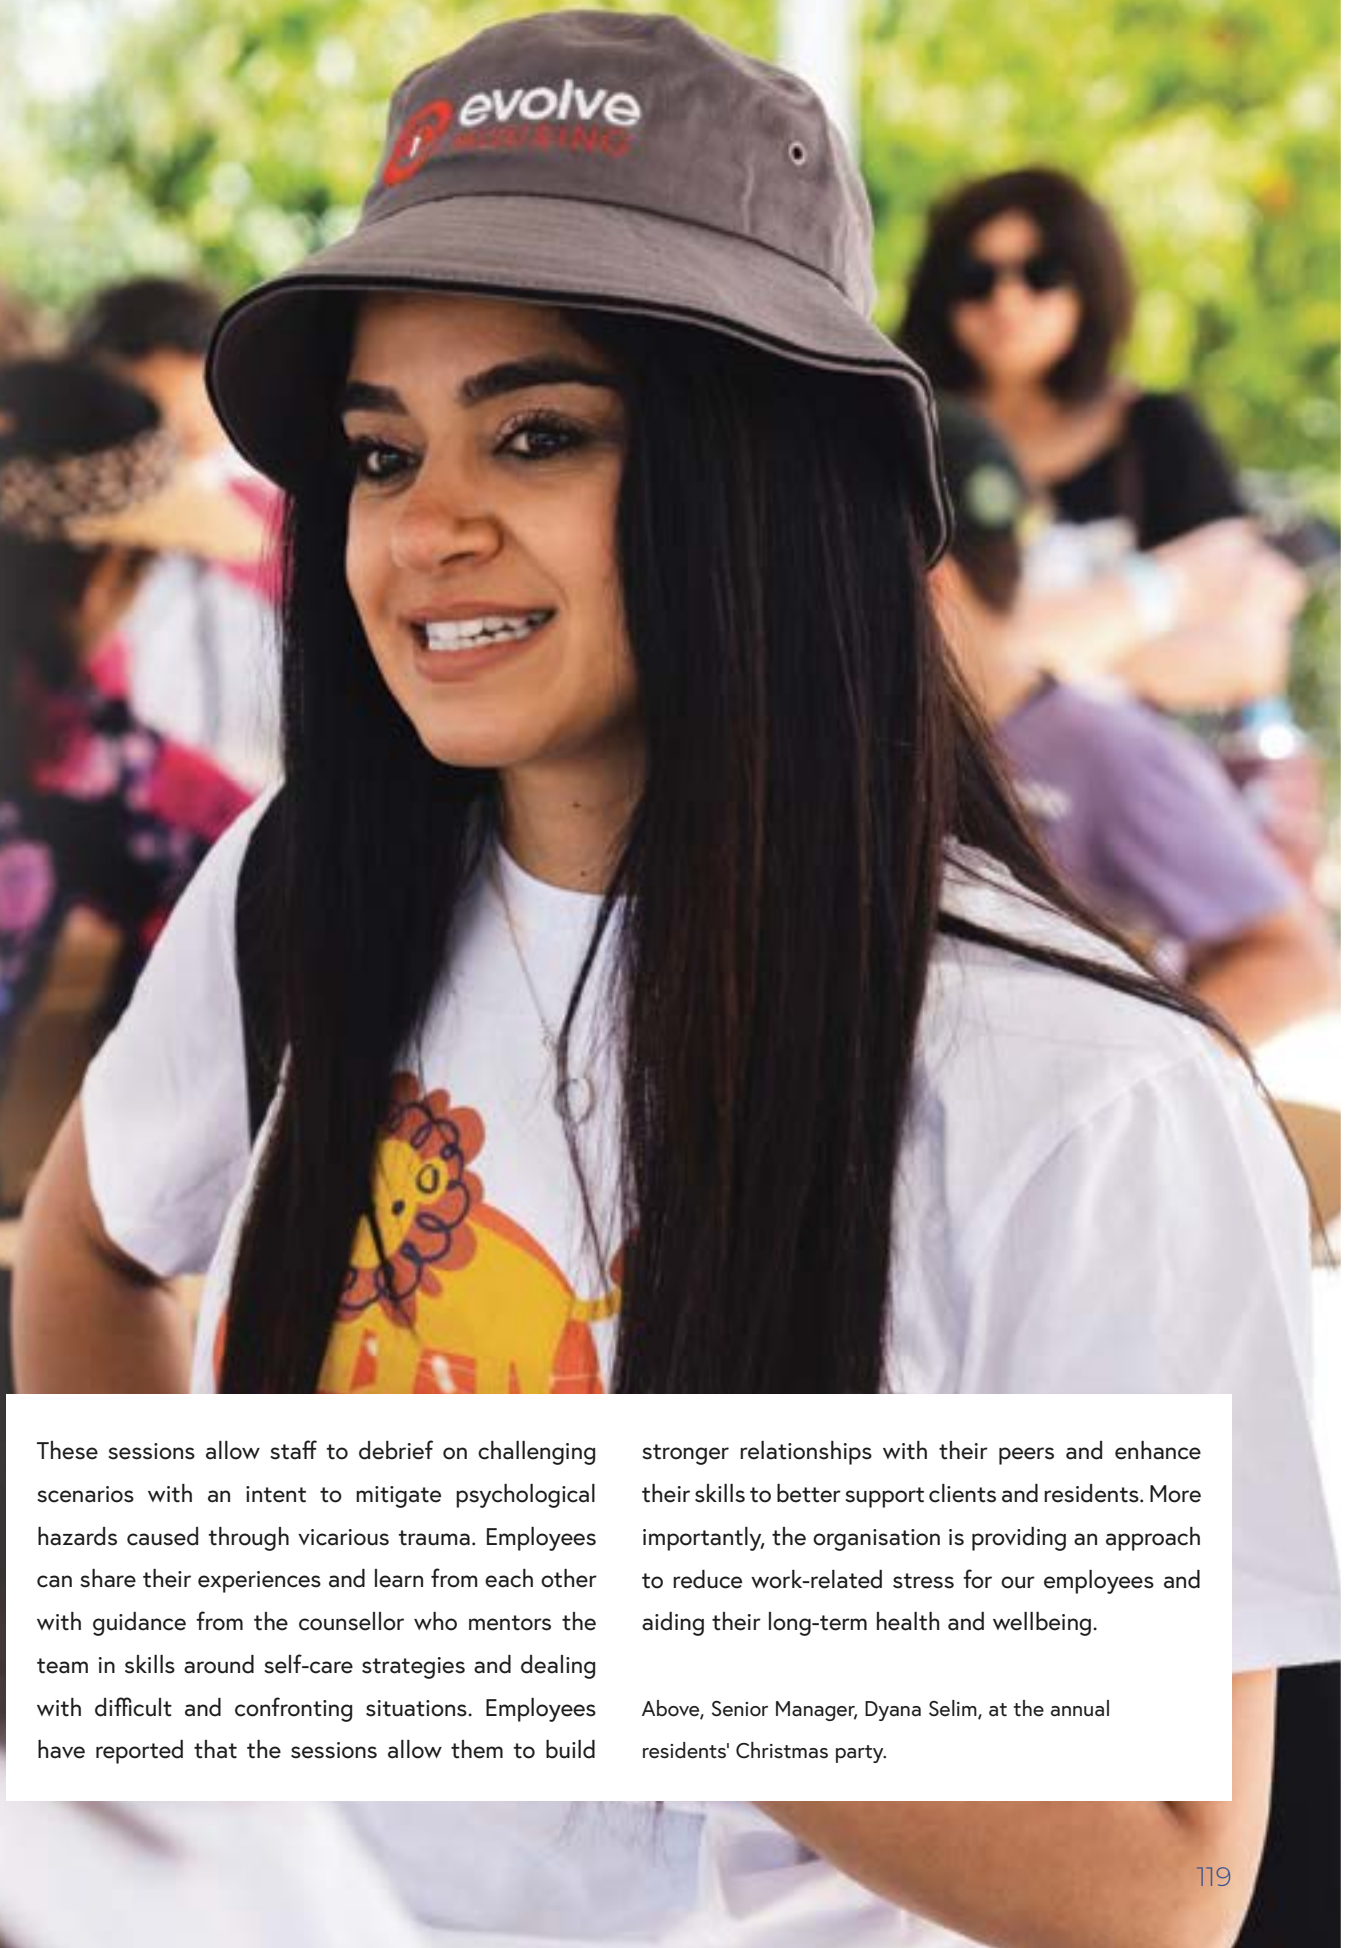 evolve
HOUSING
These sessions allow staff to debrief on challenging
scenarios with an intent to mitigate psychological
hazards caused through vicarious trauma. Employees
can share their experiences and learn from each other
with guidance from the counsellor who mentors the
team in skills around self-care strategies and dealing
with difficult and confronting situations. Employees
have reported that the sessions allow them to build
stronger relationships with their peers and enhance
their skills to better support clients and residents. More
importantly, the organisation is providing an approach
to reduce work-related stress for our employees and
aiding their long-term health and wellbeing.
Above, Senior Manager, Dyana Selim, at the annual
residents' Christmas party.
119